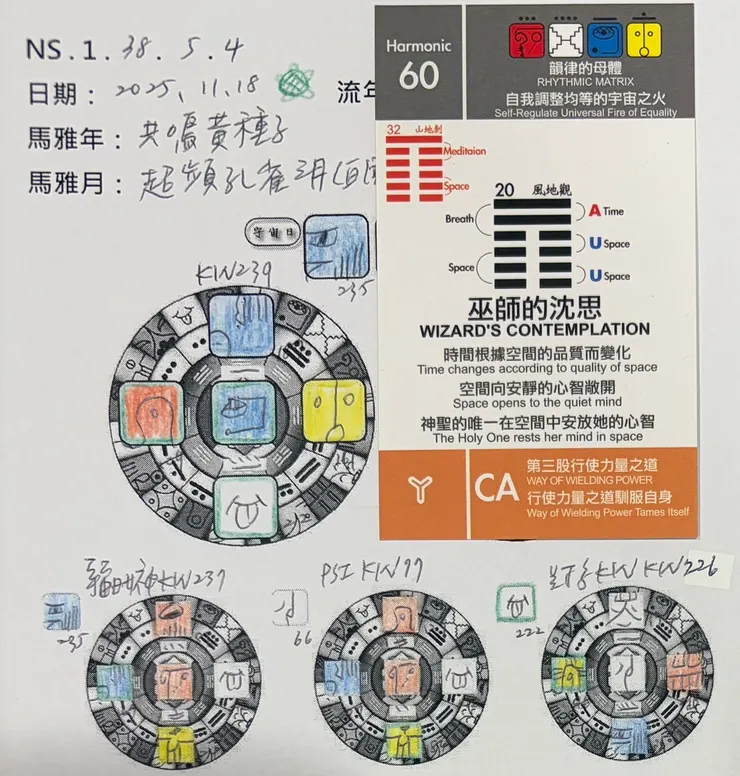 NS.1.38.5.4
日期： 2025.11.18
流年
馬雅年： 共鳴黃種子
馬雅月： 超頻孔雀之月
守宙日
235
KIN239
Harmonic
60
韻律的母體
RHYTHMIC MATRIX
自我調整均等的宇宙之火
Self-Regulate Universal Fire of Equality
32 山地剝
Meditaion
Space
20 風地觀
Breath
A Time
U Space
Space
U Space
巫師的沈思
WIZARD'S CONTEMPLATION
時間根據空間的品質而變化
Time changes according to quality of space
空間向安靜的心智敞開
Space opens to the quiet mind
神聖的唯一在空間中安放她的心智
The Holy One rests her mind in space
CA
第三股行使力量之道
WAY OF WIELDING POWER
行使力量之道馴服自身
Way of Wielding Power Tames Itself
KIN237
235
PSI KIN97
66
KIN KIN226
222